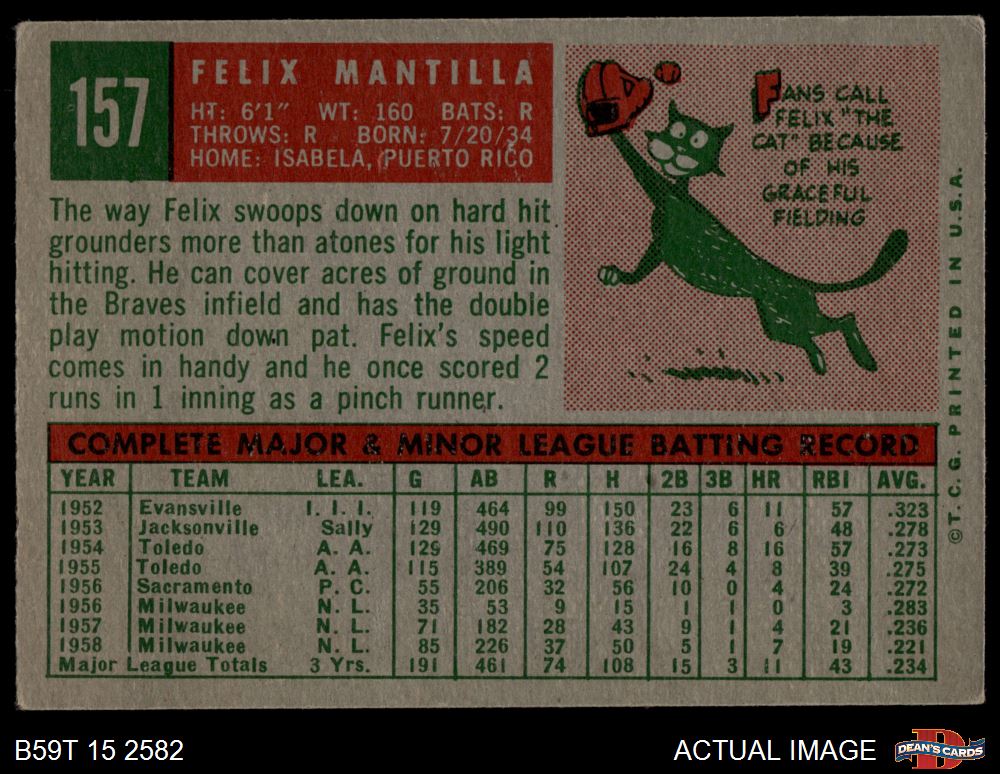 157
FELIX MANTILLA
HT: 6'1" WT: 160 BATS: R
THROWS: R BORN: 7/20/34
HOME: ISABELA, PUERTO RICO
The way Felix swoops down on hard hit
grounders more than atones for his light
hitting. He can cover acres of ground in
the Braves infield and has the double
play motion down pat. Felix's speed
comes in handy and he once scored 2
runs in 1 inning as a pinch runner.
FANS CALL
FELIX "THE
CAT" BECAUSE
OF HIS
GRACEFUL
FIELDING
COMPLETE MAJOR & MINOR LEAGUE BATTING RECORD
YEAR TEAM LEA. G AB R H 2B 3B HR RBI AVG.
1952 Evansville I. I. I. 119 464 99 150 23 6 11 57 .323
1953 Jacksonville Sally 129 490 110 136 22 6 6 48 .278
1954 Toledo A. A. 129 469 75 128 16 8 16 57 .273
1955 Toledo A. A. 115 389 54 107 24 4 8 39 .275
1956 Sacramento P. C. 55 206 32 56 10 0 4 24 .272
1956 Milwaukee N. L. 35 53 9 15 1 1 0 3 .283
1957 Milwaukee N. L. 71 182 28 43 9 1 4 21 .236
1958 Milwaukee N. L. 85 226 37 50 5 1 7 19 .221
Major League Totals 3 Yrs. 191 461 74 108 15 3 11 43 .234
© T. C. G. PRINTED IN U.S.A.
B59T 15 2582
ACTUAL IMAGE
D
DEAN'S CARDS